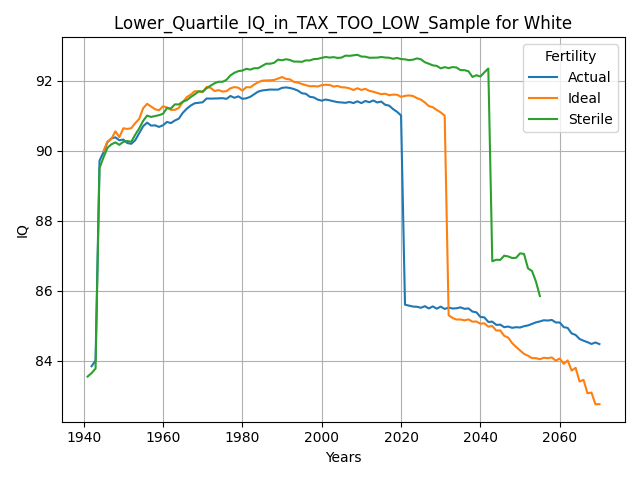 Lower_Quartile_IQ_in_TAX_TOO_LOW_Sample for White
Fertility
Actual
Ideal
Sterile
92
90
88
86
84
IQ
1940
1960
1980
2000
2020
2040
2060
Years